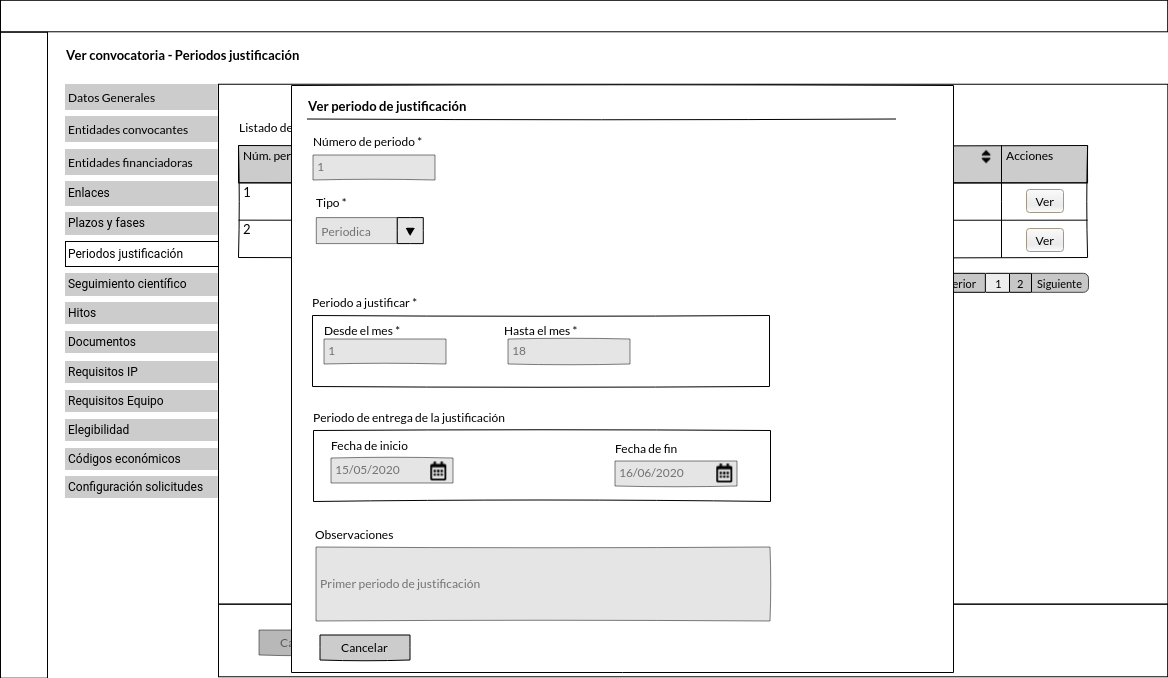 Ver convocatoria - Periodos justificación
Datos Generales
Entidades convocantes
Entidades financiadoras
Enlaces
Plazos y fases
Periodos justificación
Seguimiento científico
Hitos
Documentos
Requisitos IP
Requisitos Equipo
Elegibilidad
Códigos económicos
Configuración solicitudes
Listado de
Núm. per
1
2
Ver periodo de justificación
Número de periodo *
1
Tipo *
Periodica
Periodo a justificar *
Desde el mes * Hasta el mes *
1 18
Periodo de entrega de la justificación
Fecha de inicio Fecha de fin
15/05/2020 16/06/2020
Observaciones
Primer periodo de justificación
Cancelar
Acciones
Ver
Ver
erior 1 2 Siguiente
Ca